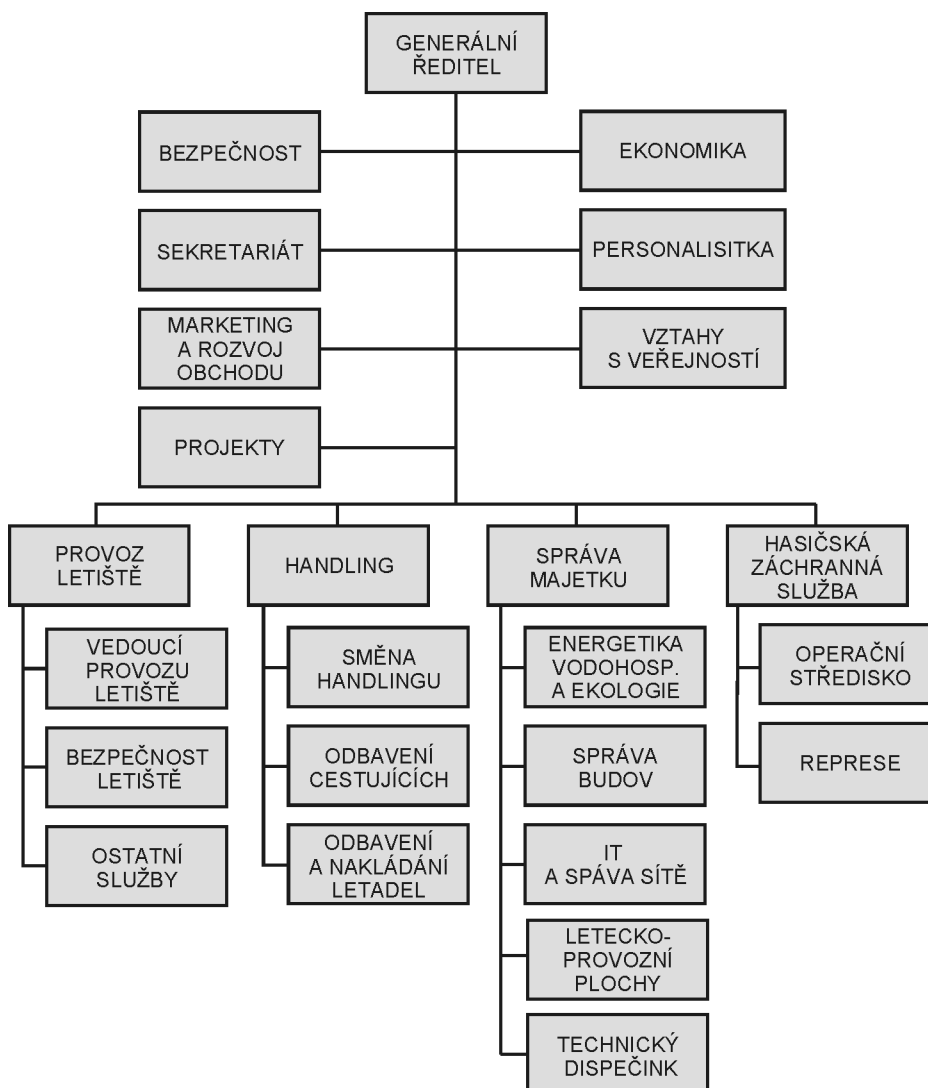 GENERÁLNÍ
ŘEDITEL
BEZPEČNOST
EKONOMIKA
SEKRETARIÁT
PERSONALISITKA
MARKETING
A ROZVOJ
OBCHODU
VZTAHY
S VEŘEJNOSTÍ
PROJEKTY
PROVOZ
LETIŠTĚ
HANDLING
SPRÁVA
MAJETKU
HASIČSKÁ
ZÁCHRANNÁ
SLUŽBA
VEDOUCÍ
PROVOZU
LETIŠTĚ
SMĚNA
HANDLINGU
ENERGETIKA
VODOHOSP.
A EKOLOGIE
OPERAČNÍ
STŘEDISKO
BEZPEČNOST
LETIŠTĚ
ODBAVENÍ
CESTUJÍCÍCH
SPRÁVA
BUDOV
REPRESE
OSTATNÍ
SLUŽBY
ODBAVENÍ
A NAKLÁDÁNÍ
LETADEL
IT
A SPÁVA SÍTĚ
LETECKO-
PROVOZNÍ
PLOCHY
TECHNICKÝ
DISPEČINK